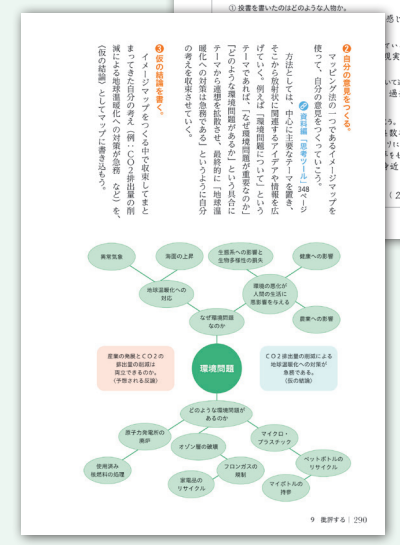 ① 投書を書いたのはどのような人物か。
❷ 自分の意見をつくる。
マッピング法の一つであるイメージマップを
使って、自分の意見をつくっていこう。
資料編「思考ツール」348ページ
方法としては、中心に主要なテーマを置き、
そこから放射状に関連するアイデアや情報を広
げていく。例えば「環境問題について」という
テーマであれば、「なぜ環境問題が重要なのか」
「どのような環境問題があるか」という具合に
テーマから連想を拡散させ、最終的に「地球温
暖化への対策は急務である」というように自分
の考えを収束させていく。
❸ 仮の結論を書く。
イメージマップをつくる中で収束してまと
まってきた自分の考え(例:CO2排出量の削
減による地球温暖化への対策が急務 など)を、
〈仮の結論〉としてマップに書き込もう。
異常気象
海面の上昇
生態系への影響と
生物多様性の損失
健康への影響
地球温暖化への
対応
環境の悪化が
人間の生活に
悪影響を与える
なぜ環境問題
なのか
農業への影響
産業の発展とCO2の
排出量の削減は
両立できるのか。
(予想される反論)
環境問題
CO2排出量の削減による
地球温暖化への対策が
急務である。
(仮の結論)
どのような環境問題が
あるのか
原子力発電所の
廃炉
オゾン層の破壊
マイクロ・
プラスチック
使用済み
核燃料の処理
家電品の
リサイクル
フロンガスの
規制
ペットボトルの
リサイクル
マイボトルの
持参
9 批評する | 290